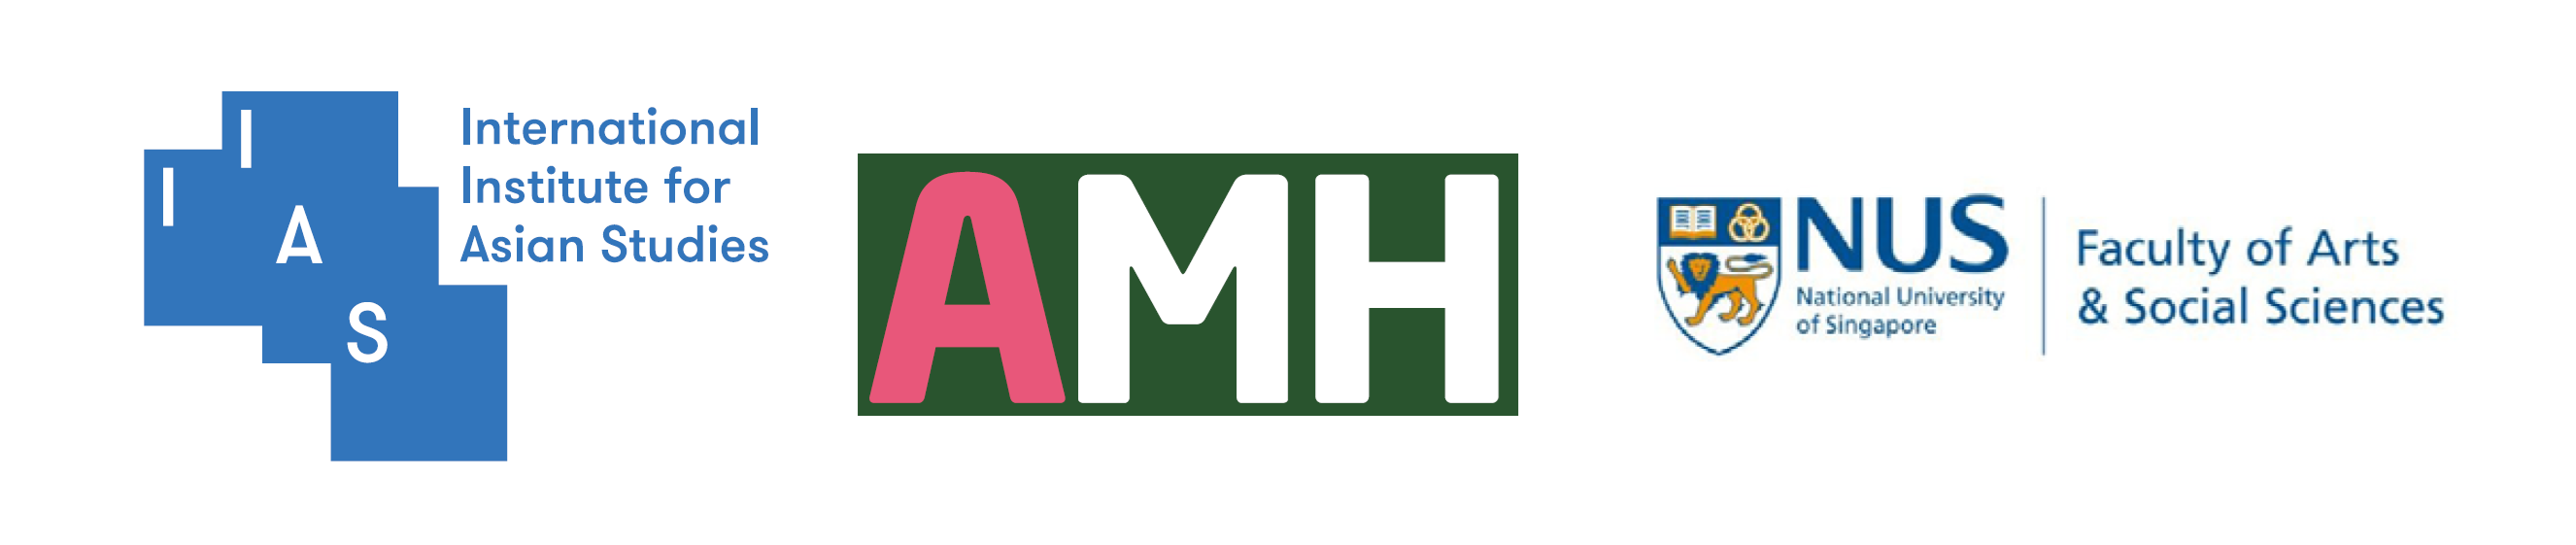 I
I
A
S
International
Institute for
Asian Studies
AMH
NUS
National University
of Singapore
Faculty of Arts
& Social Sciences